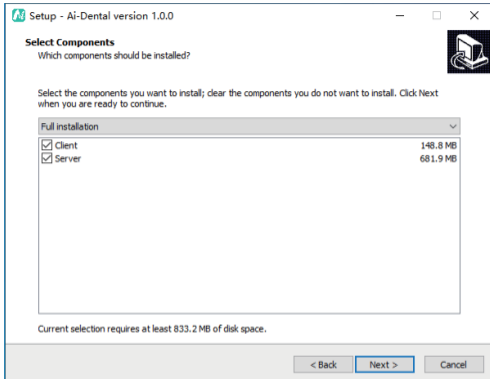 Setup - Ai-Dental version 1.0.0
Select Components
Which components should be installed?
Select the components you want to install; clear the components you do not want to install. Click Next
when you are ready to continue.
Full installation
Client 148.8 MB
Server 681.9 MB
Current selection requires at least 833.2 MB of disk space.
< Back Next > Cancel